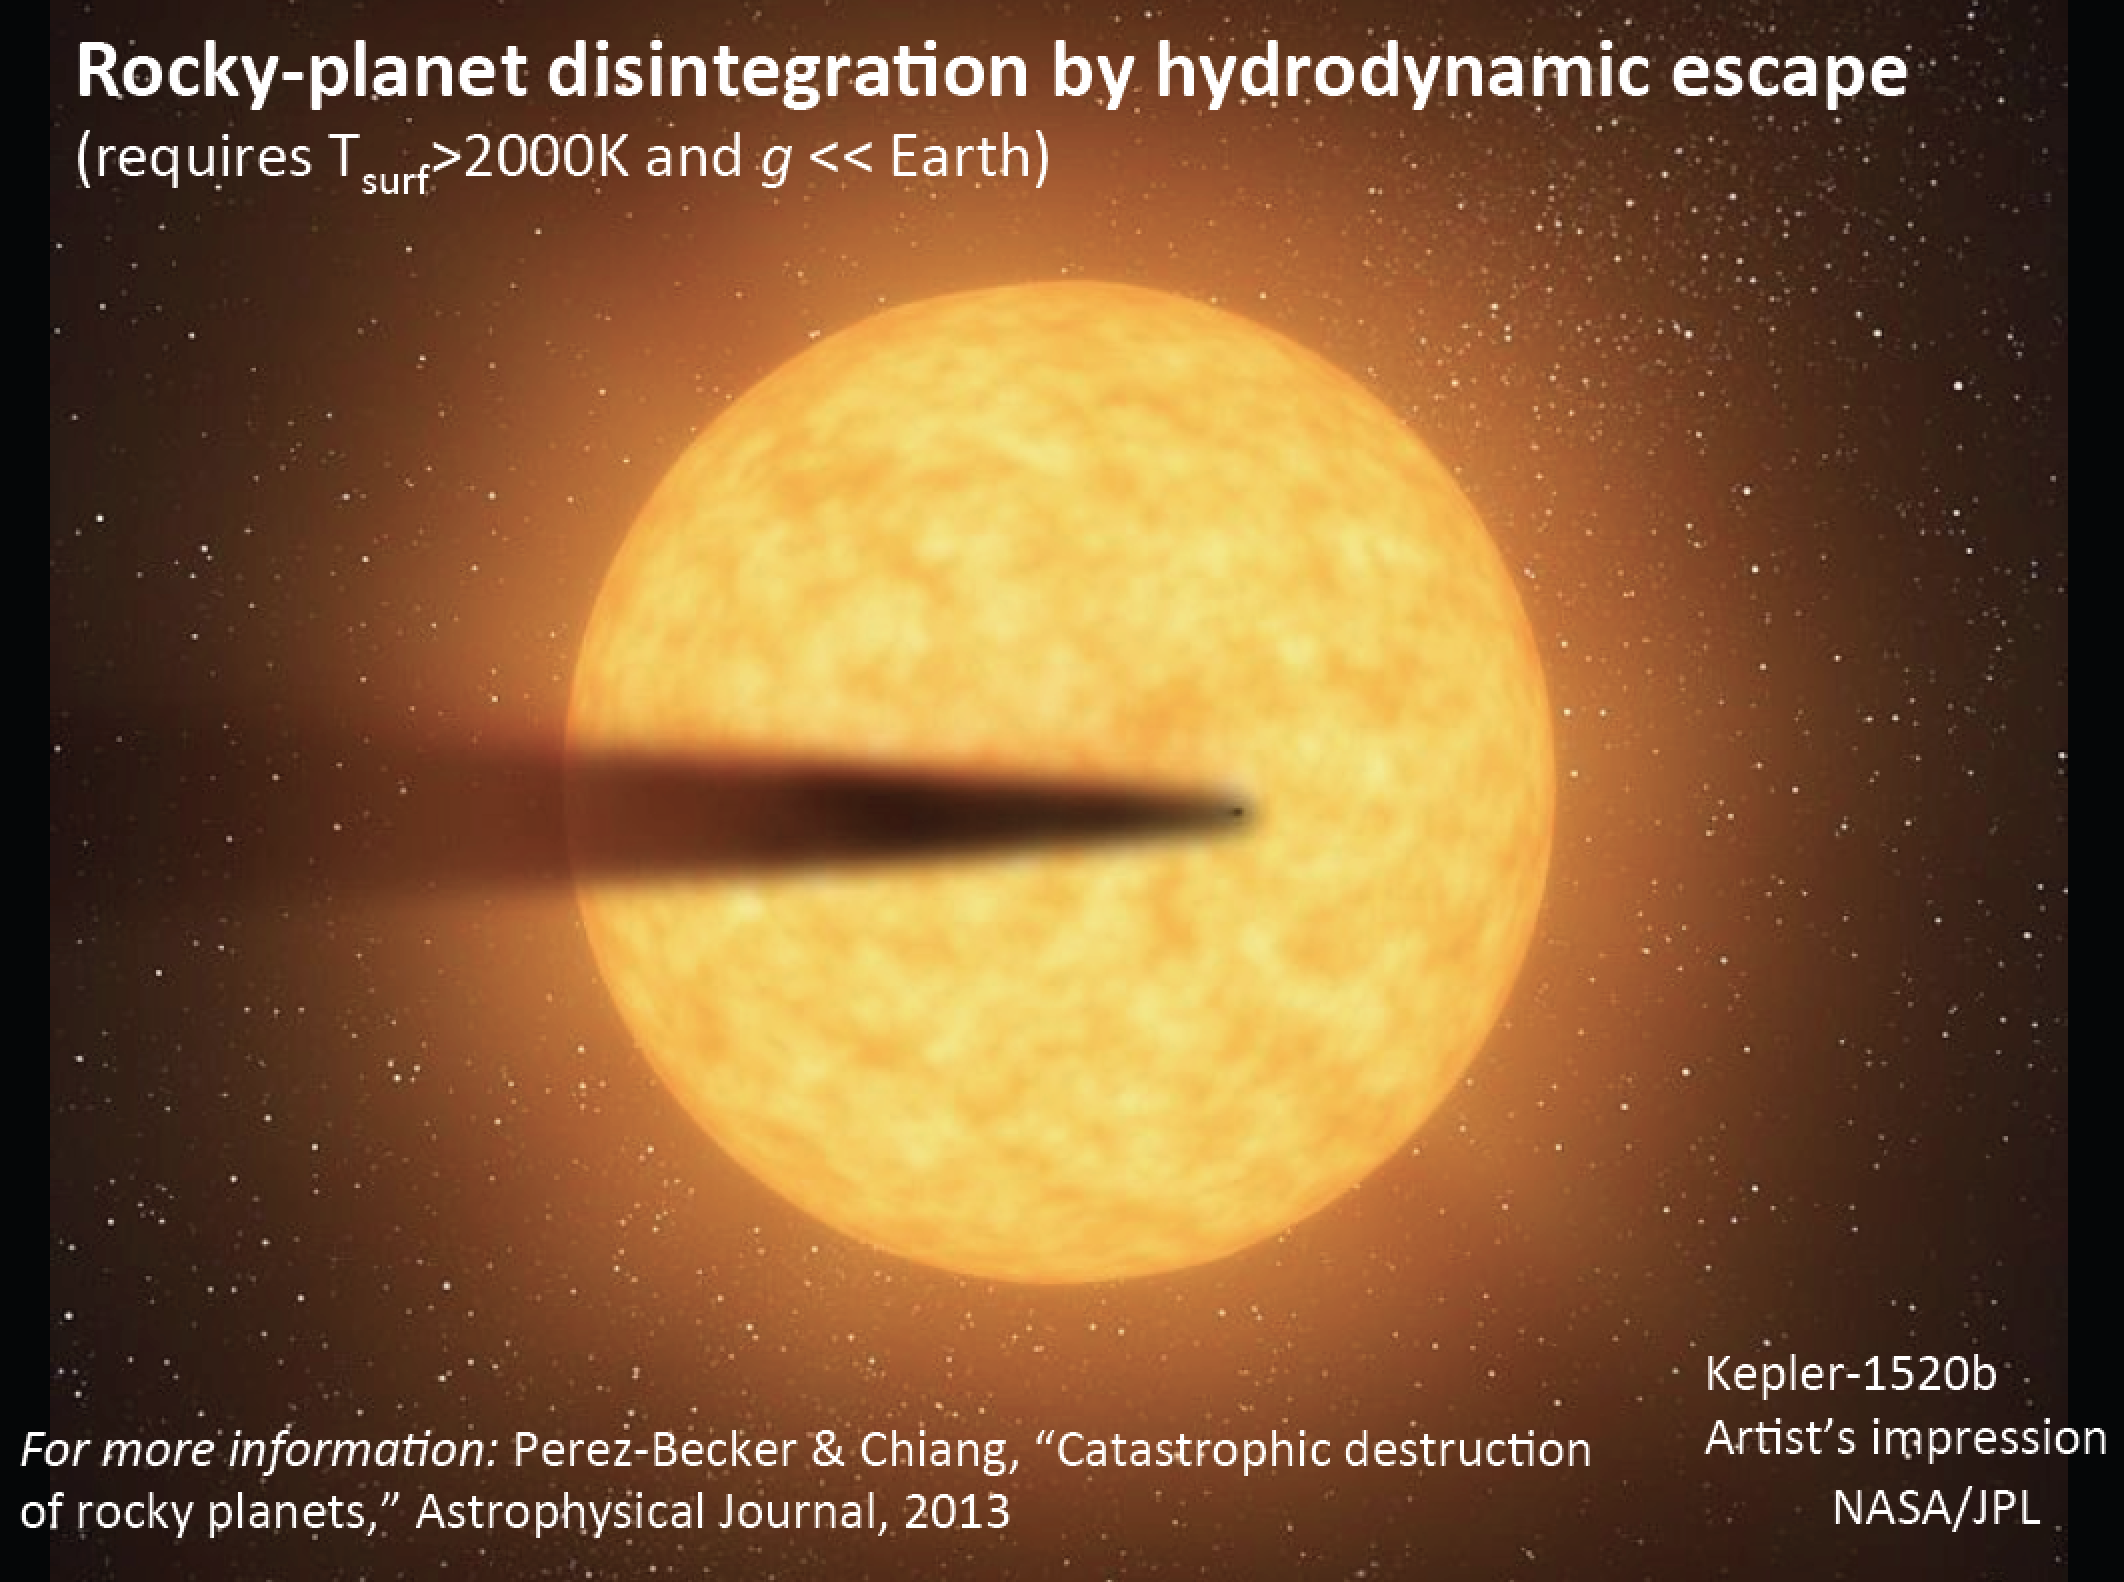 Rocky-planet disintegration by hydrodynamic escape
(requires Tsurf>2000K and g << Earth)
Kepler-1520b
Artist’s impression
NASA/JPL
For more information: Perez-Becker & Chiang, “Catastrophic destruction
of rocky planets,” Astrophysical Journal, 2013